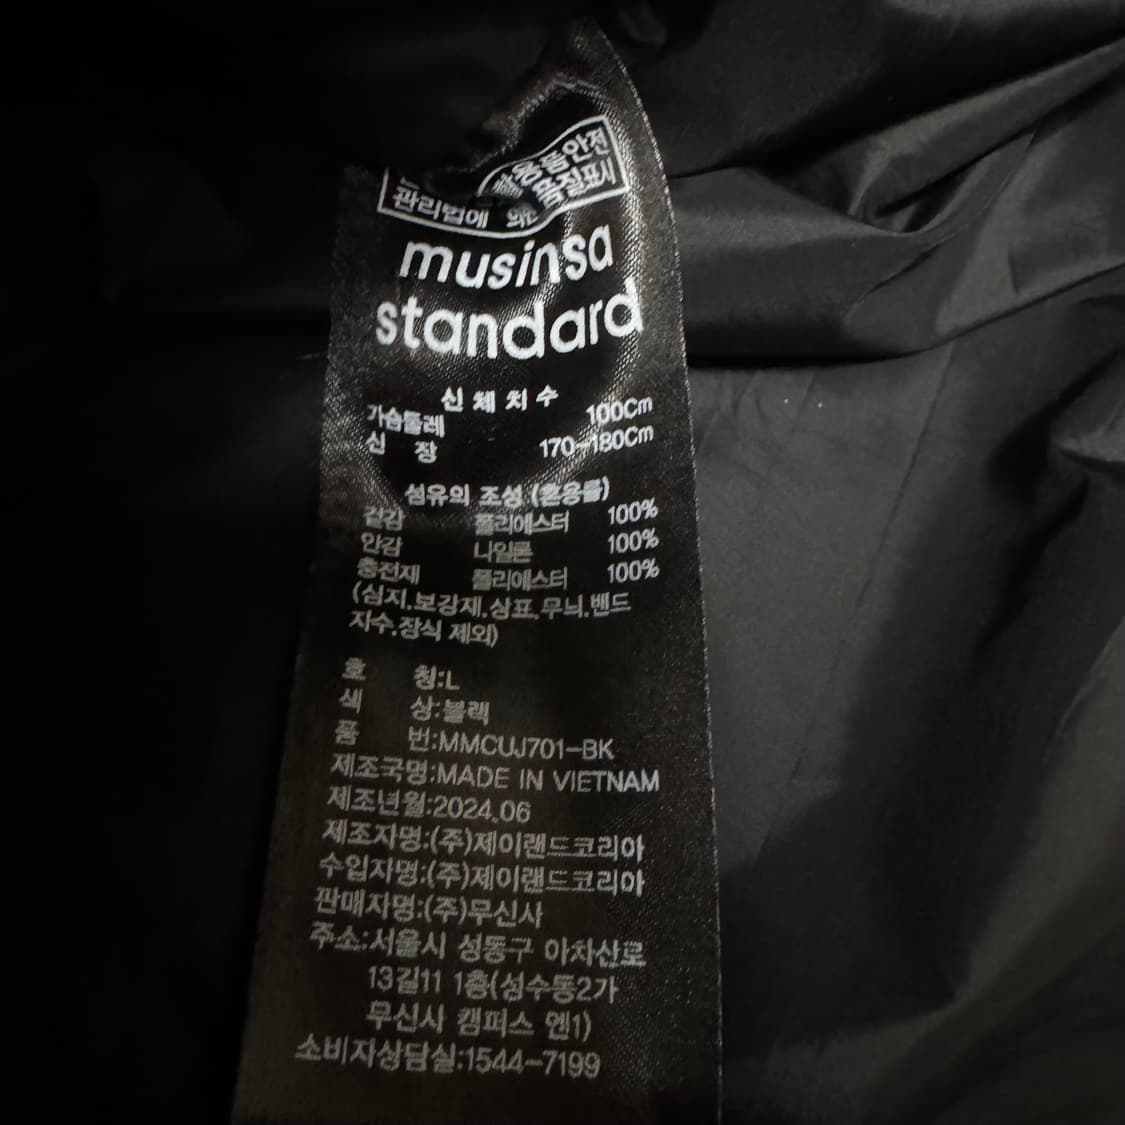 용품안전
관리법에 의한 품질표시
musinsa
standard
신체치수
가슴둘레 100Cm
신 장 170-180Cm
섬유의 조성 (혼용률)
겉감 폴리에스터 100%
안감 나일론 100%
충전재 폴리에스터 100%
(심지,보강재,상표,무늬,밴드
자수,장식 제외)
호 칭:L
색 상:블랙
품 번:MMCUJ701-BK
제조국명:MADE IN VIETNAM
제조년월:2024.06
제조자명:(주)제이랜드코리아
수입자명:(주)제이랜드코리아
판매자명:(주)무신사
주소:서울시 성동구 아차산로
13길11 1층(성수동2가
무신사 캠퍼스 엔1)
소비자상담실:1544-7199